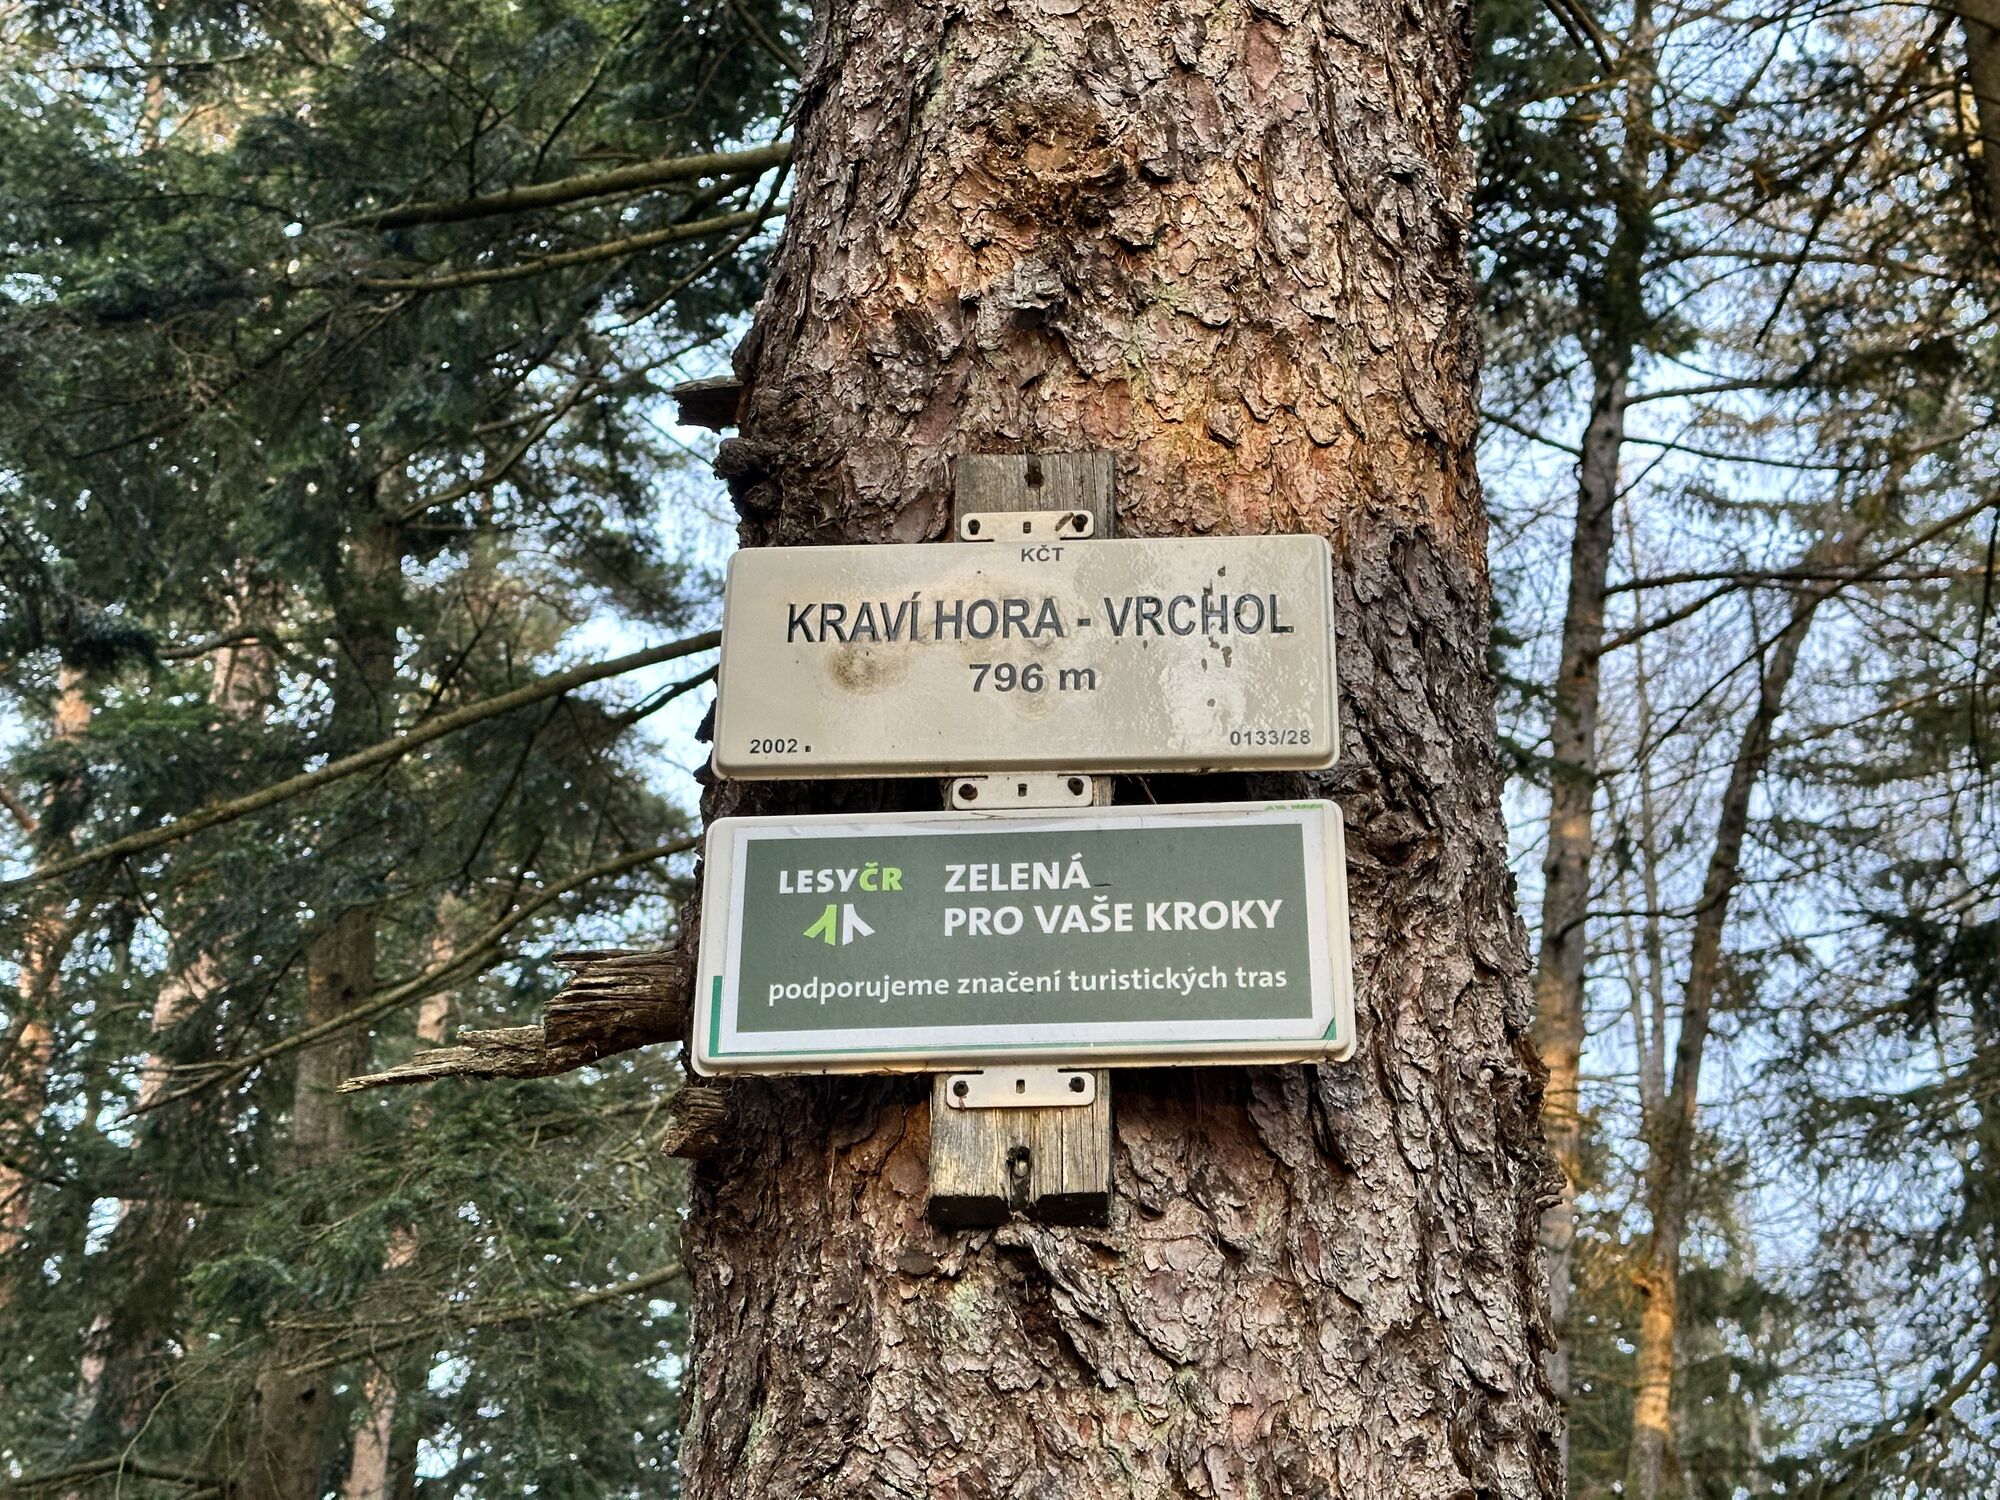 KČT
KRAVÍ HORA - VRCHOL
796 m
2002.
0133/28
LESYČR
ZELENÁ
PRO VAŠE KROKY
podporujeme značení turistických tras